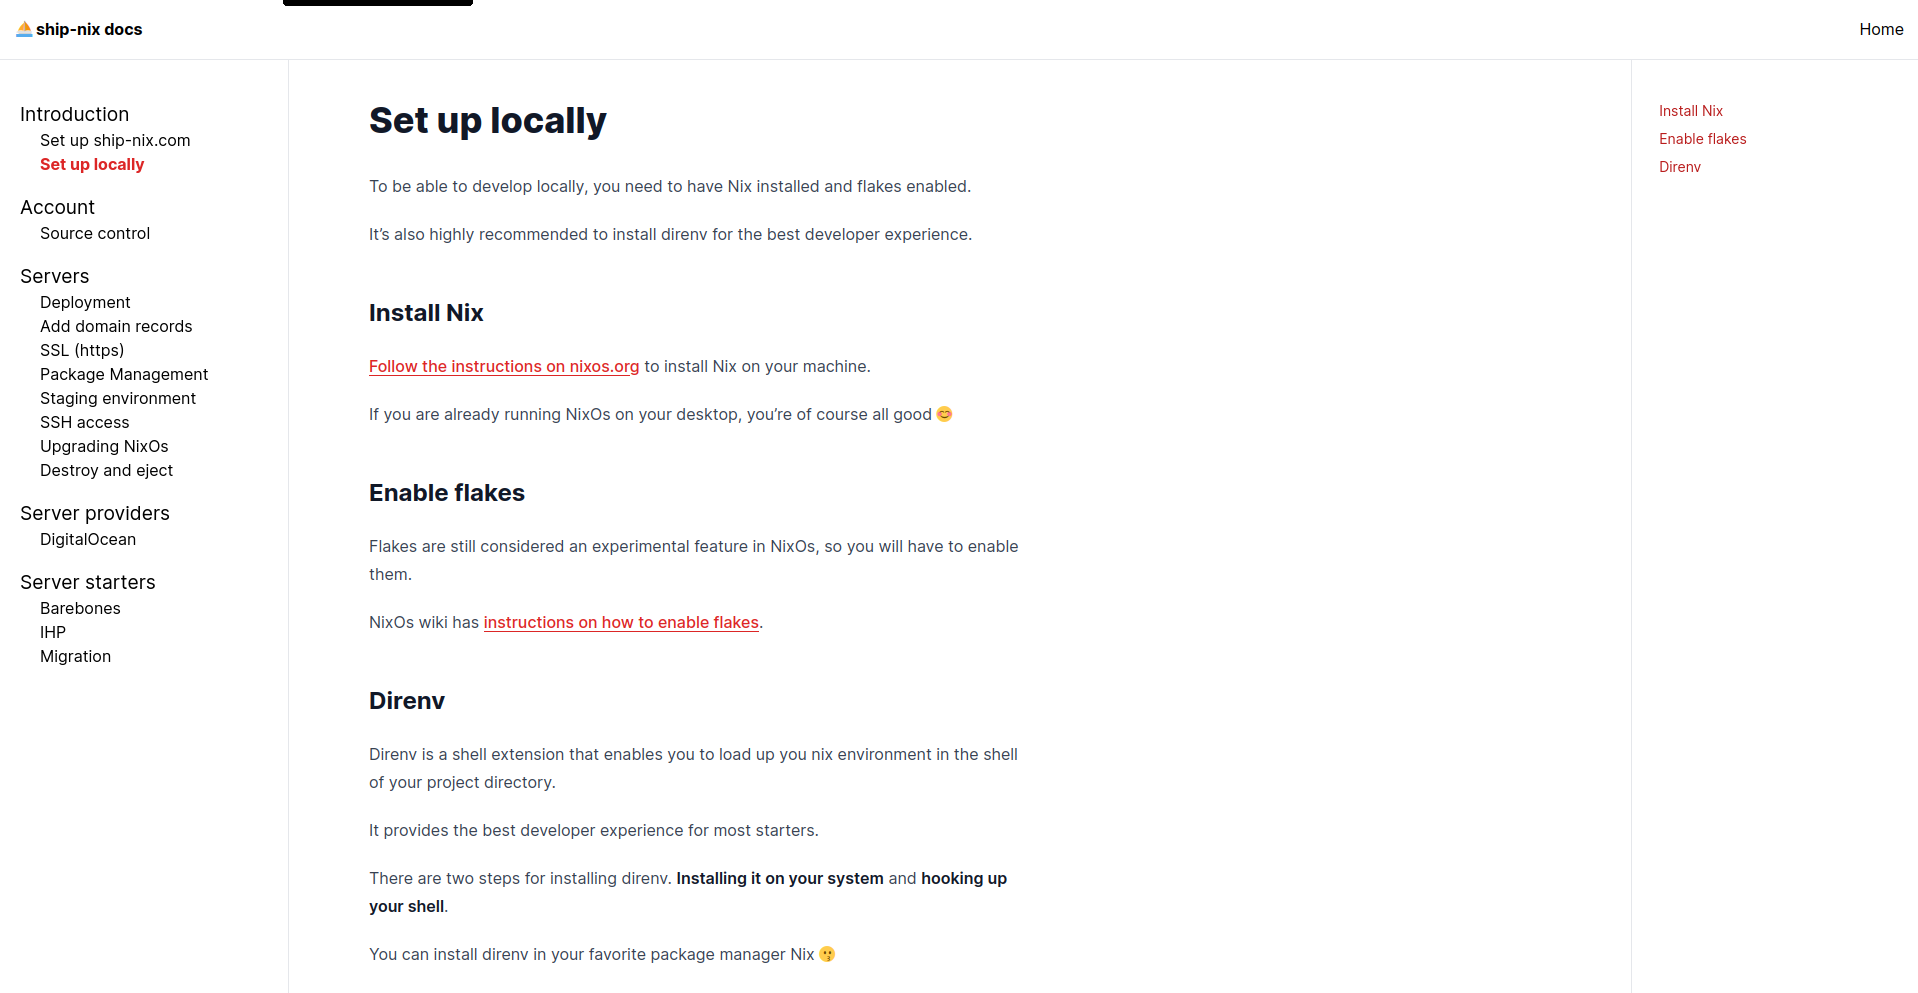 ship-nix docs
Home
Introduction
Set up ship-nix.com
Set up locally
Account
Source control
Servers
Deployment
Add domain records
SSL (https)
Package Management
Staging environment
SSH access
Upgrading NixOs
Destroy and eject
Server providers
DigitalOcean
Server starters
Barebones
IHP
Migration
Set up locally
To be able to develop locally, you need to have Nix installed and flakes enabled.
It’s also highly recommended to install direnv for the best developer experience.
Install Nix
Follow the instructions on nixos.org to install Nix on your machine.
If you are already running NixOs on your desktop, you’re of course all good 😊
Enable flakes
Flakes are still considered an experimental feature in NixOs, so you will have to enable
them.
NixOs wiki has instructions on how to enable flakes.
Direnv
Direnv is a shell extension that enables you to load up you nix environment in the shell
of your project directory.
It provides the best developer experience for most starters.
There are two steps for installing direnv. Installing it on your system and hooking up
your shell.
You can install direnv in your favorite package manager Nix 😗
Install Nix
Enable flakes
Direnv